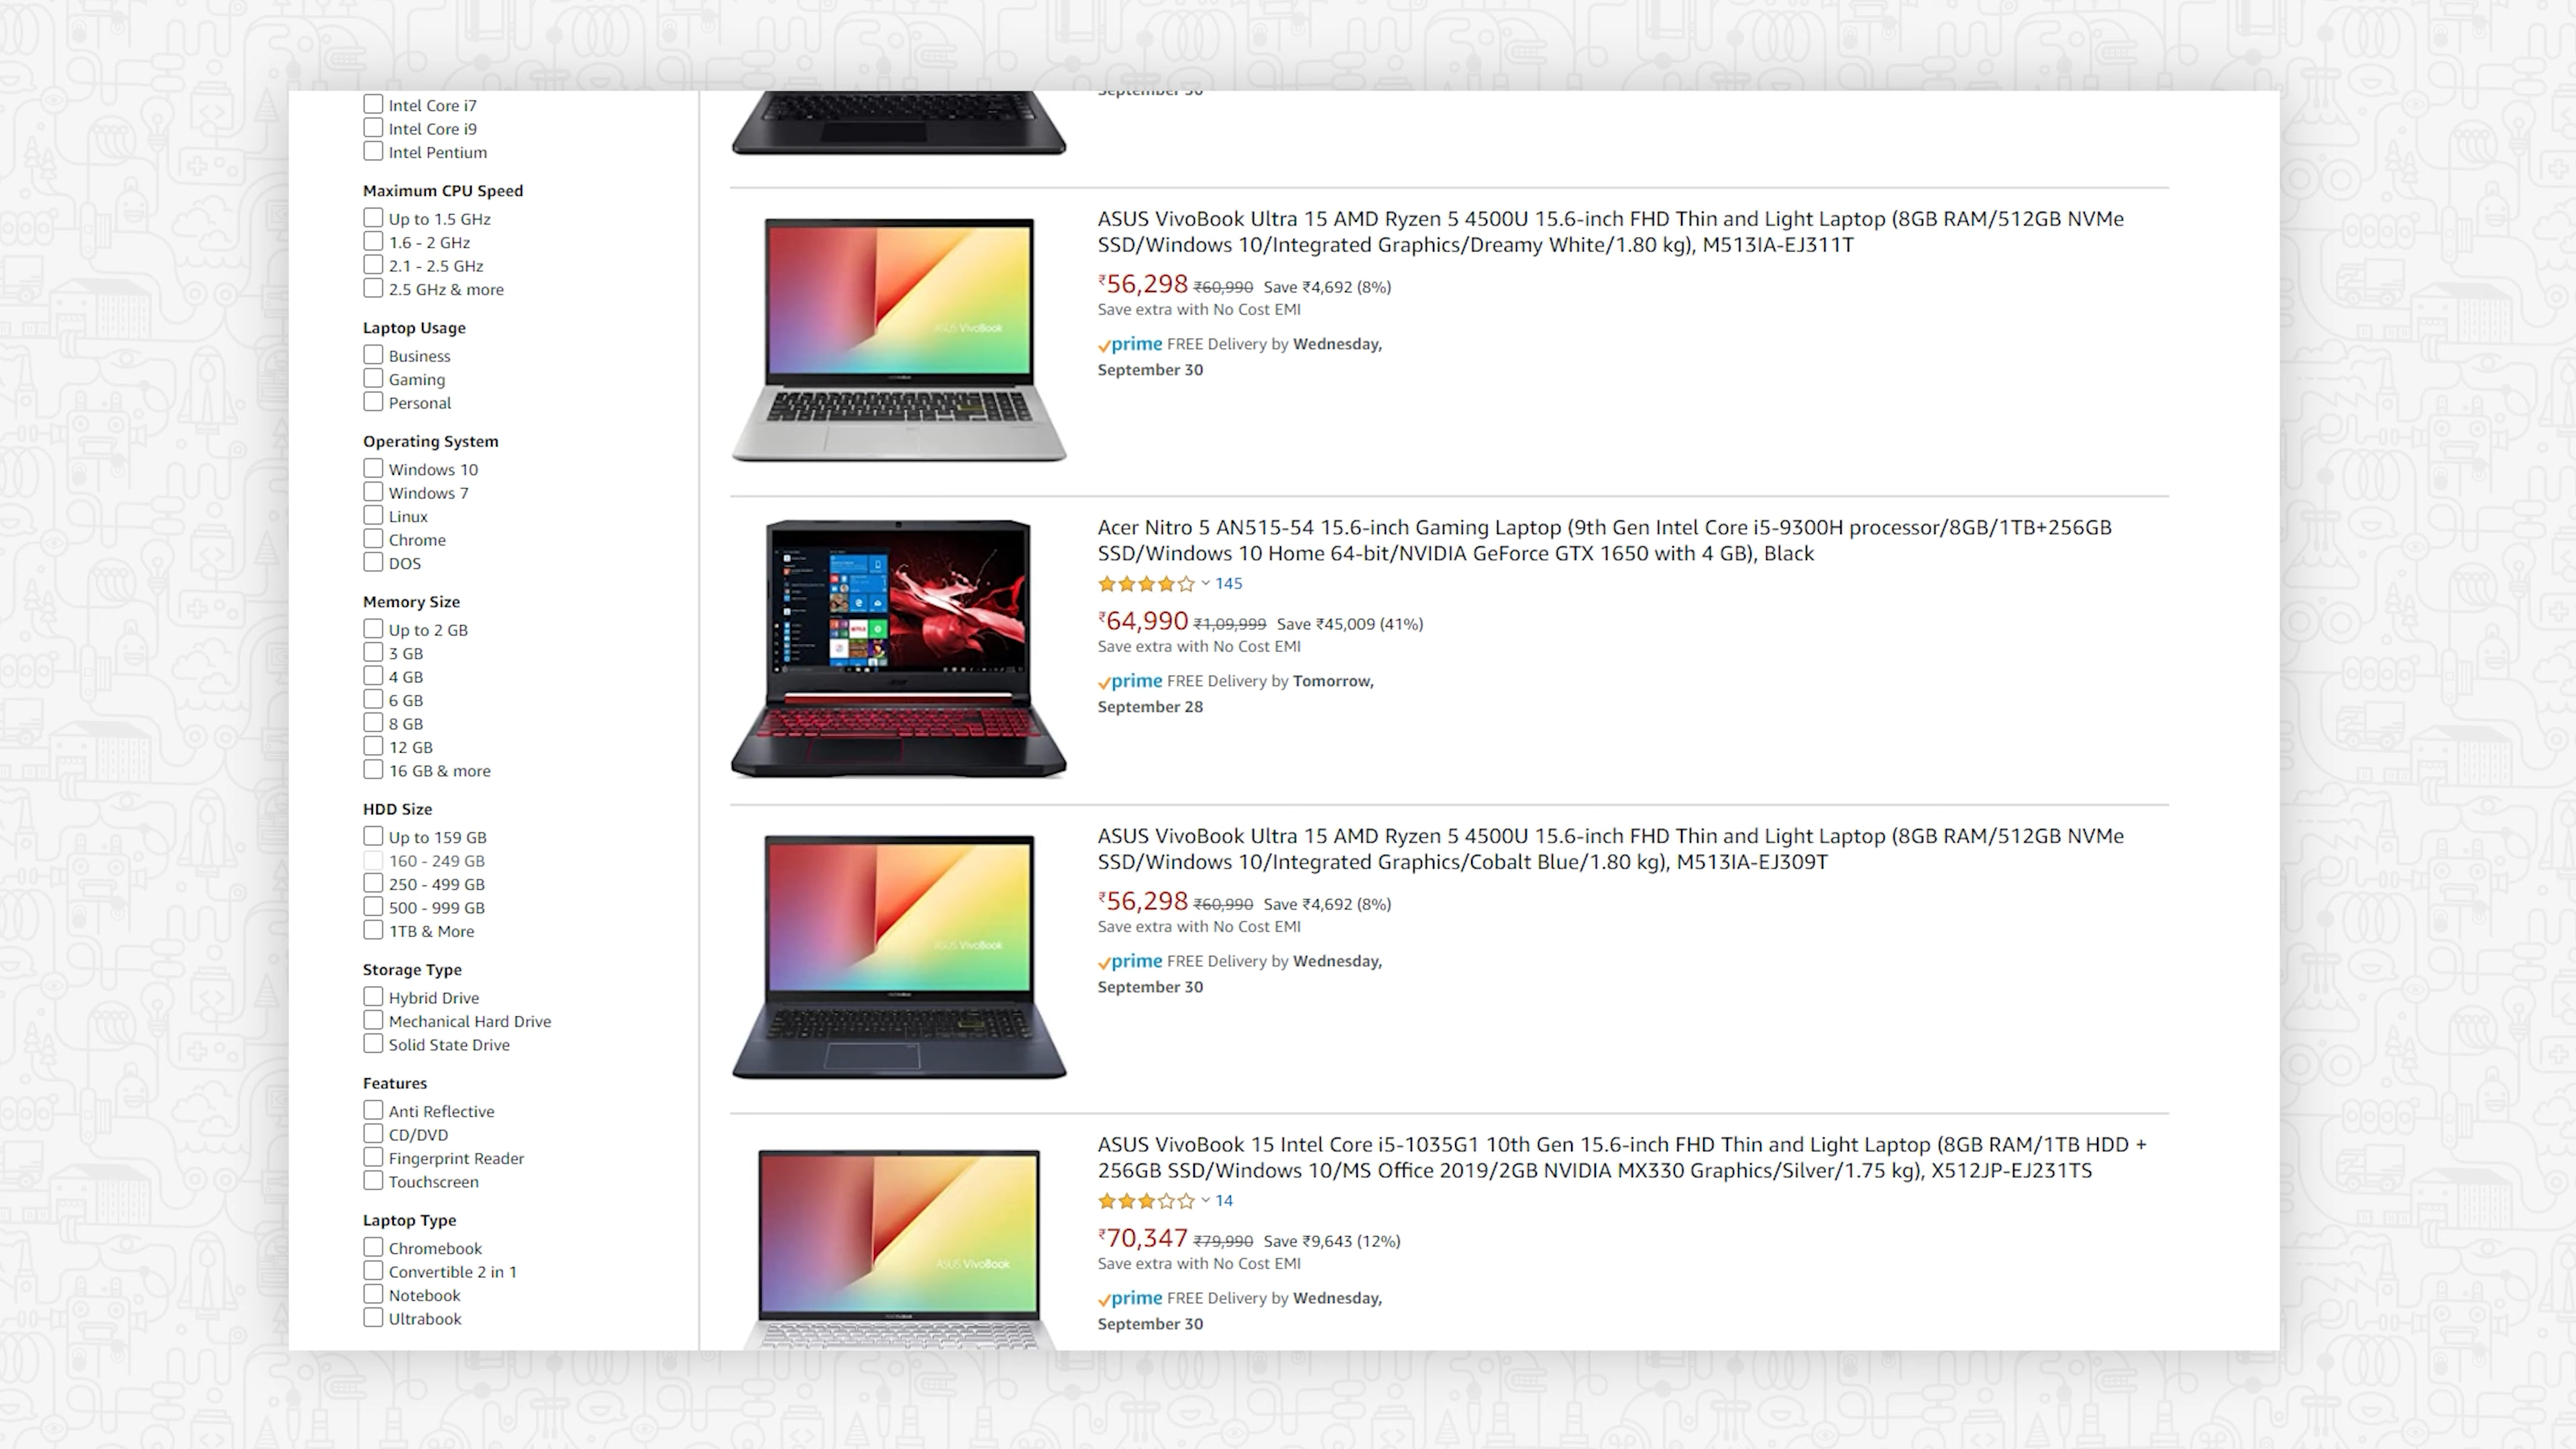 Intel Core i7
Intel Core i9
Intel Pentium
Maximum CPU Speed
Up to 1.5 GHz
1.6 - 2 GHz
2.1 - 2.5 GHz
2.5 GHz & more
Laptop Usage
Business
Gaming
Personal
Operating System
Windows 10
Windows 7
Linux
Chrome
DOS
Memory Size
Up to 2 GB
3 GB
4 GB
6 GB
8 GB
12 GB
16 GB & more
HDD Size
Up to 159 GB
160 - 249 GB
250 - 499 GB
500 - 999 GB
1TB & More
Storage Type
Hybrid Drive
Mechanical Hard Drive
Solid State Drive
Features
Anti Reflective
CD/DVD
Fingerprint Reader
Touchscreen
Laptop Type
Chromebook
Convertible 2 in 1
Notebook
Ultrabook
September 30
ASUS VivoBook
ASUS VivoBook Ultra 15 AMD Ryzen 5 4500U 15.6-inch FHD Thin and Light Laptop (8GB RAM/512GB NVMe
SSD/Windows 10/Integrated Graphics/Dreamy White/1.80 kg), M513IA-EJ311T
₹56,298 ₹60,990 Save ₹4,692 (8%)
Save extra with No Cost EMI
prime FREE Delivery by Wednesday,
September 30
Acer Nitro 5 AN515-54 15.6-inch Gaming Laptop (9th Gen Intel Core i5-9300H processor/8GB/1TB+256GB
SSD/Windows 10 Home 64-bit/NVIDIA GeForce GTX 1650 with 4 GB), Black
145
₹64,990 ₹1,09,999 Save ₹45,009 (41%)
Save extra with No Cost EMI
prime FREE Delivery by Tomorrow,
September 28
ASUS VivoBook
ASUS VivoBook Ultra 15 AMD Ryzen 5 4500U 15.6-inch FHD Thin and Light Laptop (8GB RAM/512GB NVMe
SSD/Windows 10/Integrated Graphics/Cobalt Blue/1.80 kg), M513IA-EJ309T
₹56,298 ₹60,990 Save ₹4,692 (8%)
Save extra with No Cost EMI
prime FREE Delivery by Wednesday,
September 30
ASUS VivoBook
ASUS VivoBook 15 Intel Core i5-1035G1 10th Gen 15.6-inch FHD Thin and Light Laptop (8GB RAM/1TB HDD +
256GB SSD/Windows 10/MS Office 2019/2GB NVIDIA MX330 Graphics/Silver/1.75 kg), X512JP-EJ231TS
14
₹70,347 ₹79,990 Save ₹9,643 (12%)
Save extra with No Cost EMI
prime FREE Delivery by Wednesday,
September 30